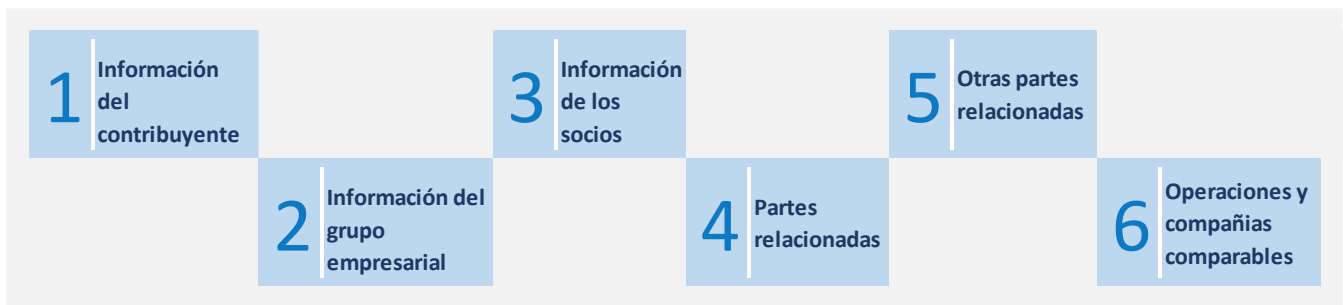 1
Información
del
contribuyente
2
Información del
grupo
empresarial
3
Información
de los
socios
4
Partes
relacionadas
5
Otras partes
relacionadas
6
Operaciones y
compañias
comparables